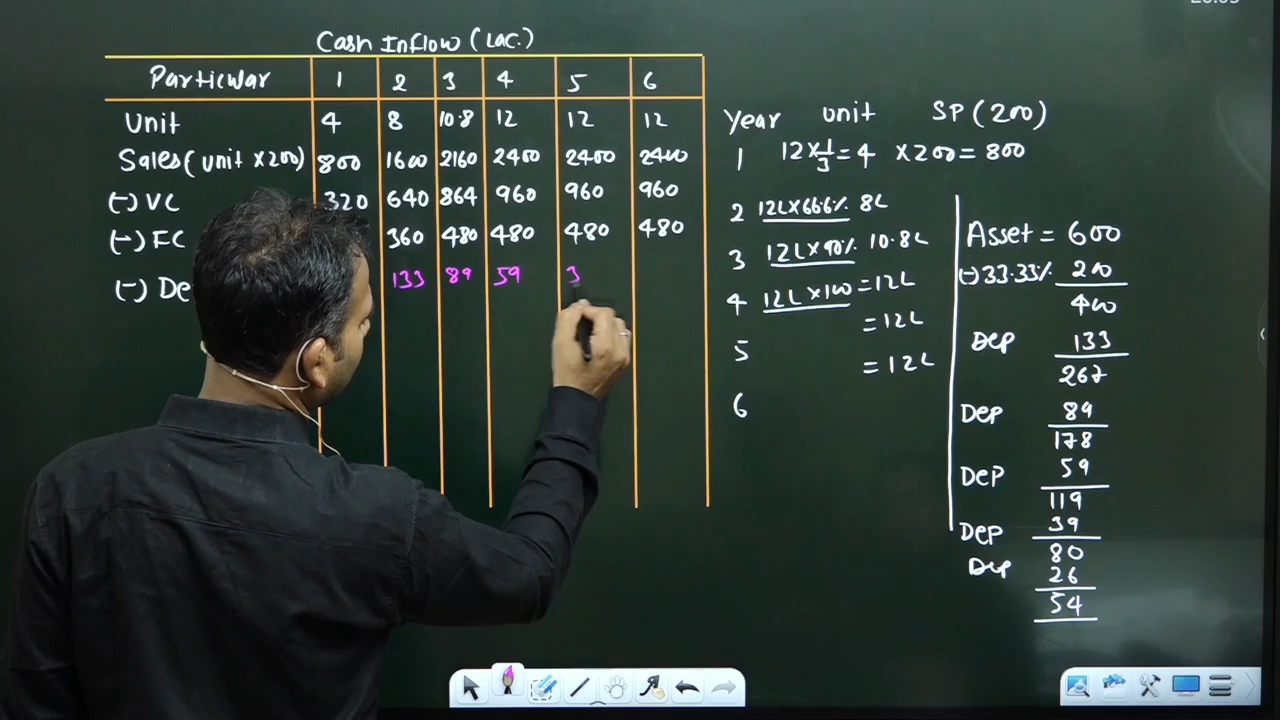 Cash Inflow (Lac.)
Particular 1 2 3 4 5 6
Unit 4 8 10.8 12 12 12
Sales (unit x200) 800 1600 2160 2400 2400 2400
(-) VC 320 640 864 960 960 960
(-) FC 360 480 480 480 480
(-) De 133 89 59 3
Year unit SP (200)
1 12 x 1/3 = 4 x 200 = 800
2 12L x 66.6% 8L
3 12L x 90% 10.8L
4 12L x 100 = 12L
5 = 12L
6 = 12L
Asset = 600
(-) 33.33% 200
400
Dep 133
267
Dep 89
178
Dep 59
119
Dep 39
80
Dep 26
54